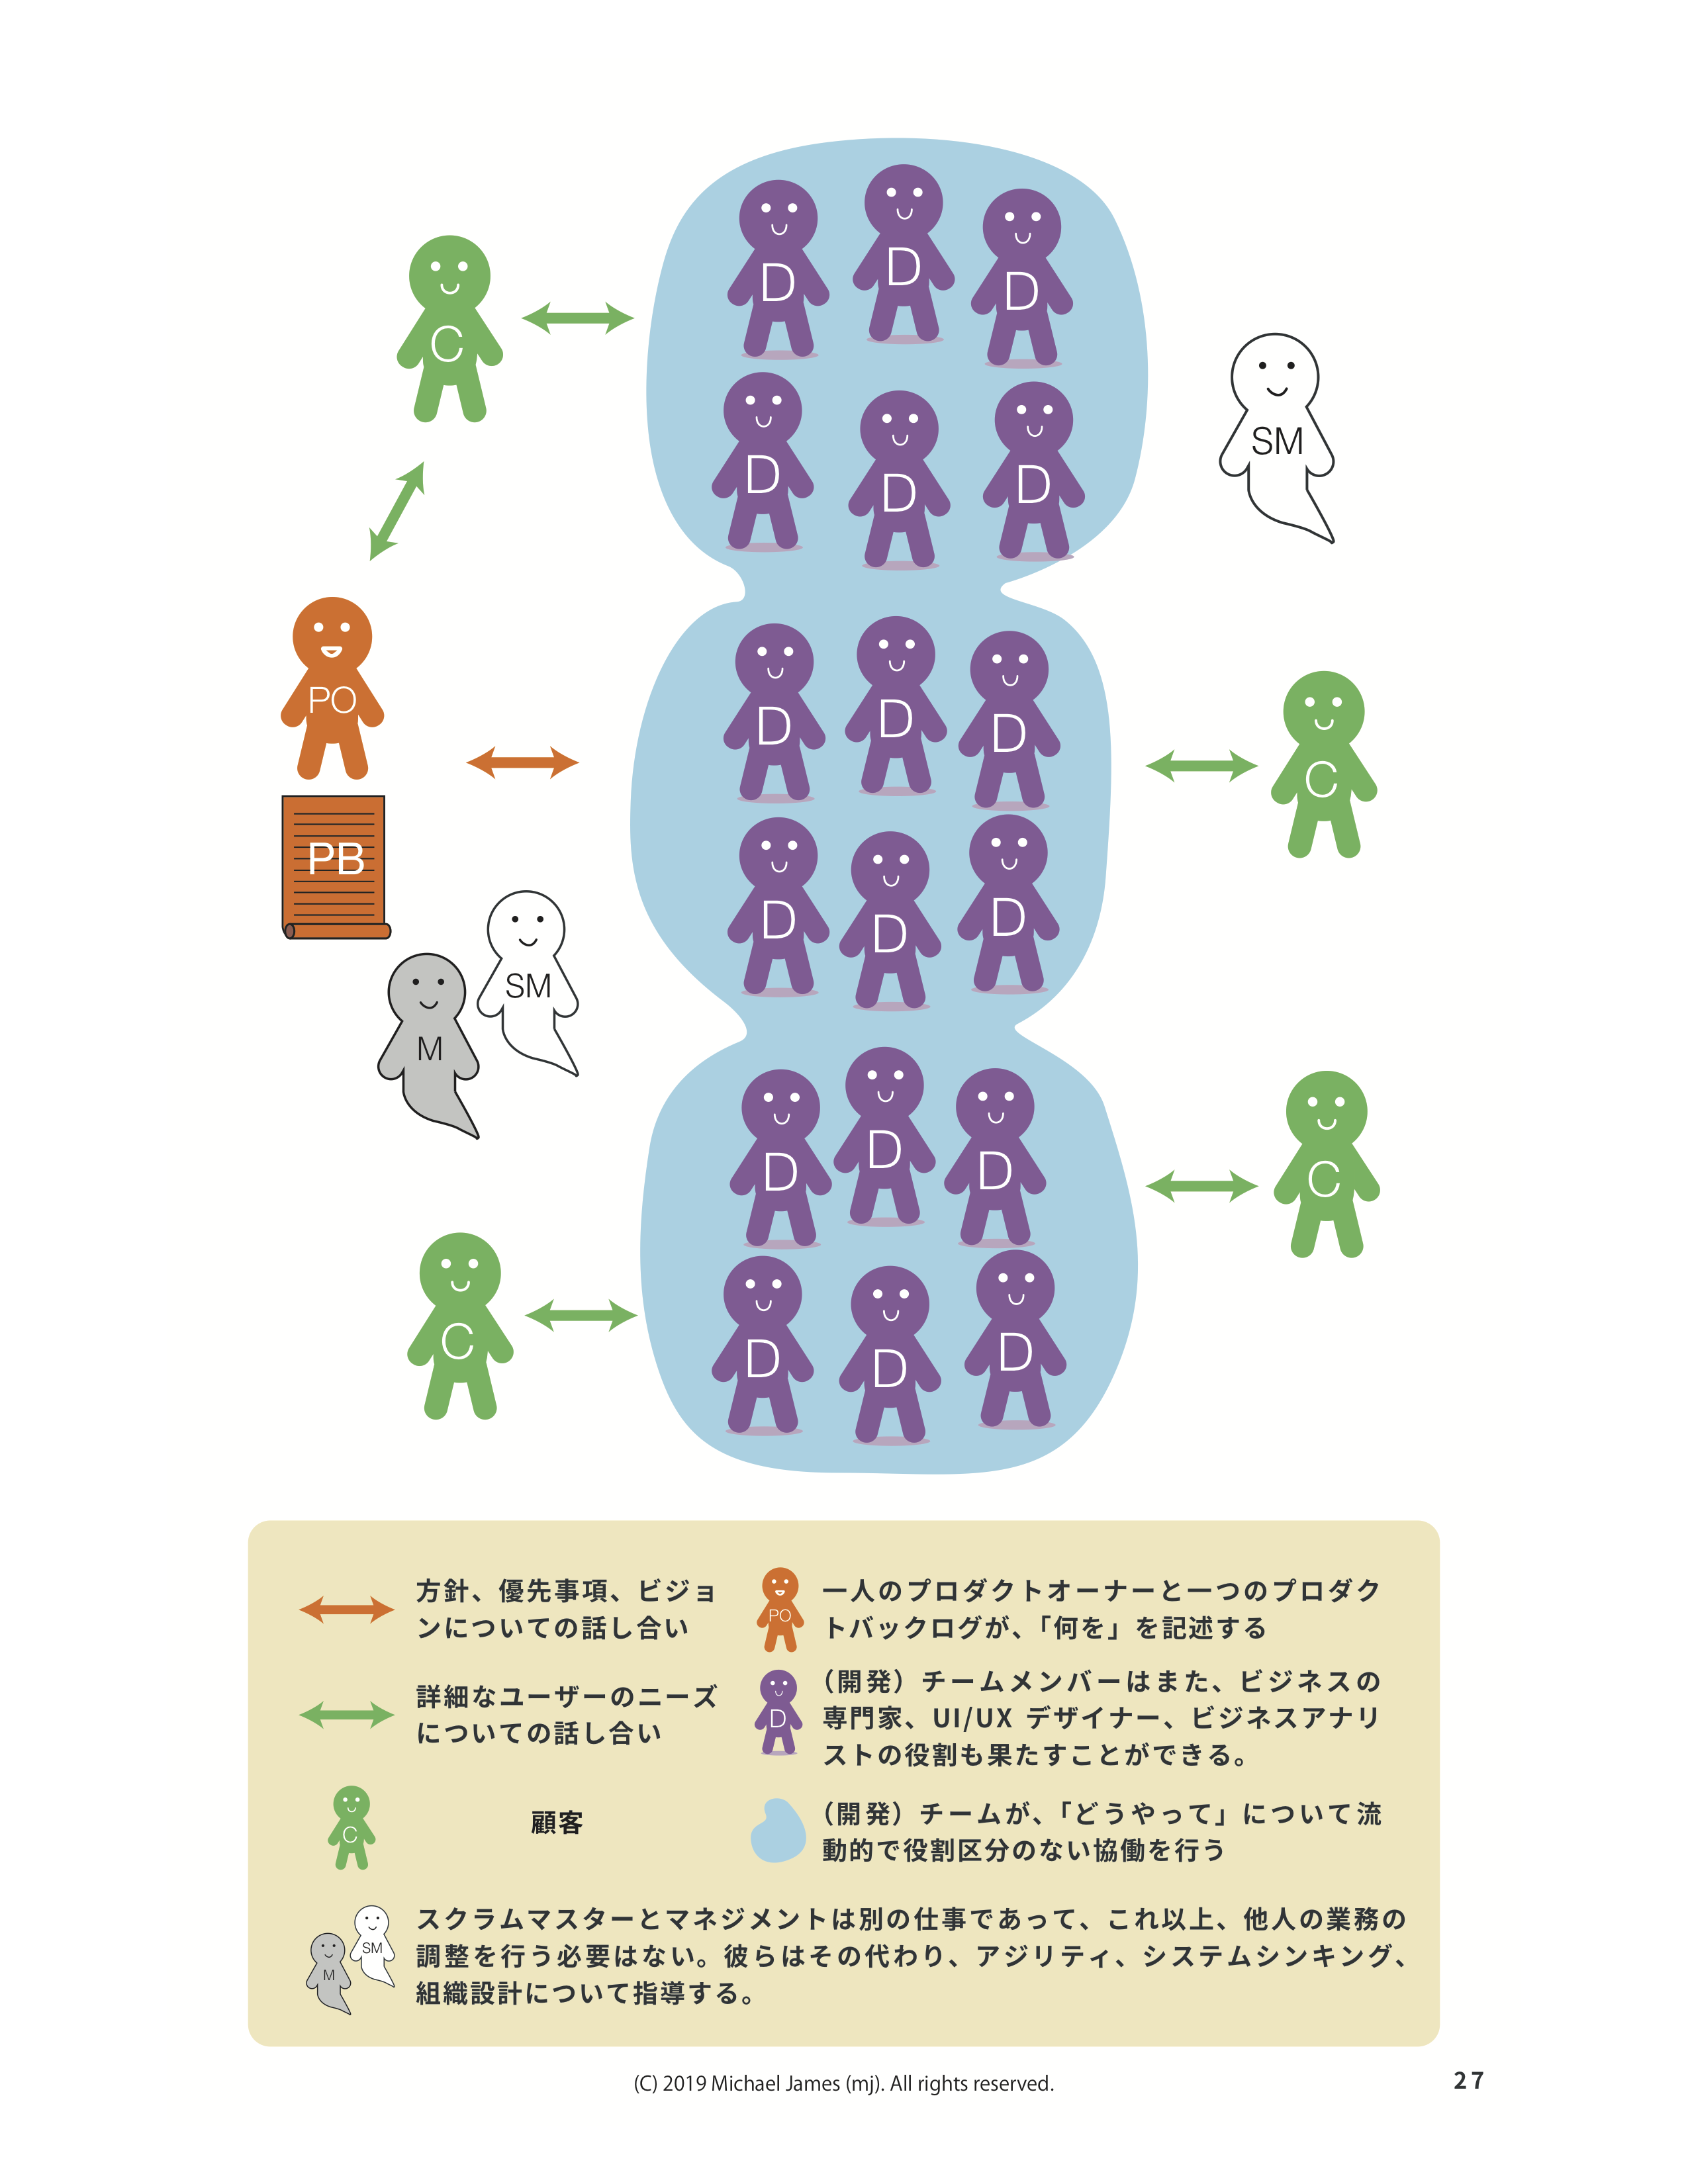 D
D
D
C
SM
D
D
D
PO
D
D
D
C
PB
D
D
D
SM
M
D
D
D
C
C
D
D
D
方針、優先事項、ビジョ
ンについての話し合い
PO
一人のプロダクトオーナーと一つのプロダク
トバックログが、「何を」を記述する
詳細なユーザーのニーズ
についての話し合い
D
（開発）チームメンバーはまた、ビジネスの
専門家、UI/UX デザイナー、ビジネスアナリ
ストの役割も果たすことができる。
C
顧客
（開発）チームが、「どうやって」について流
動的で役割区分のない協働を行う
SM
M
スクラムマスターとマネジメントは別の仕事であって、これ以上、他人の業務の
調整を行う必要はない。彼らはその代わり、アジリティ、システムシンキング、
組織設計について指導する。
(C) 2019 Michael James (mj). All rights reserved.
27